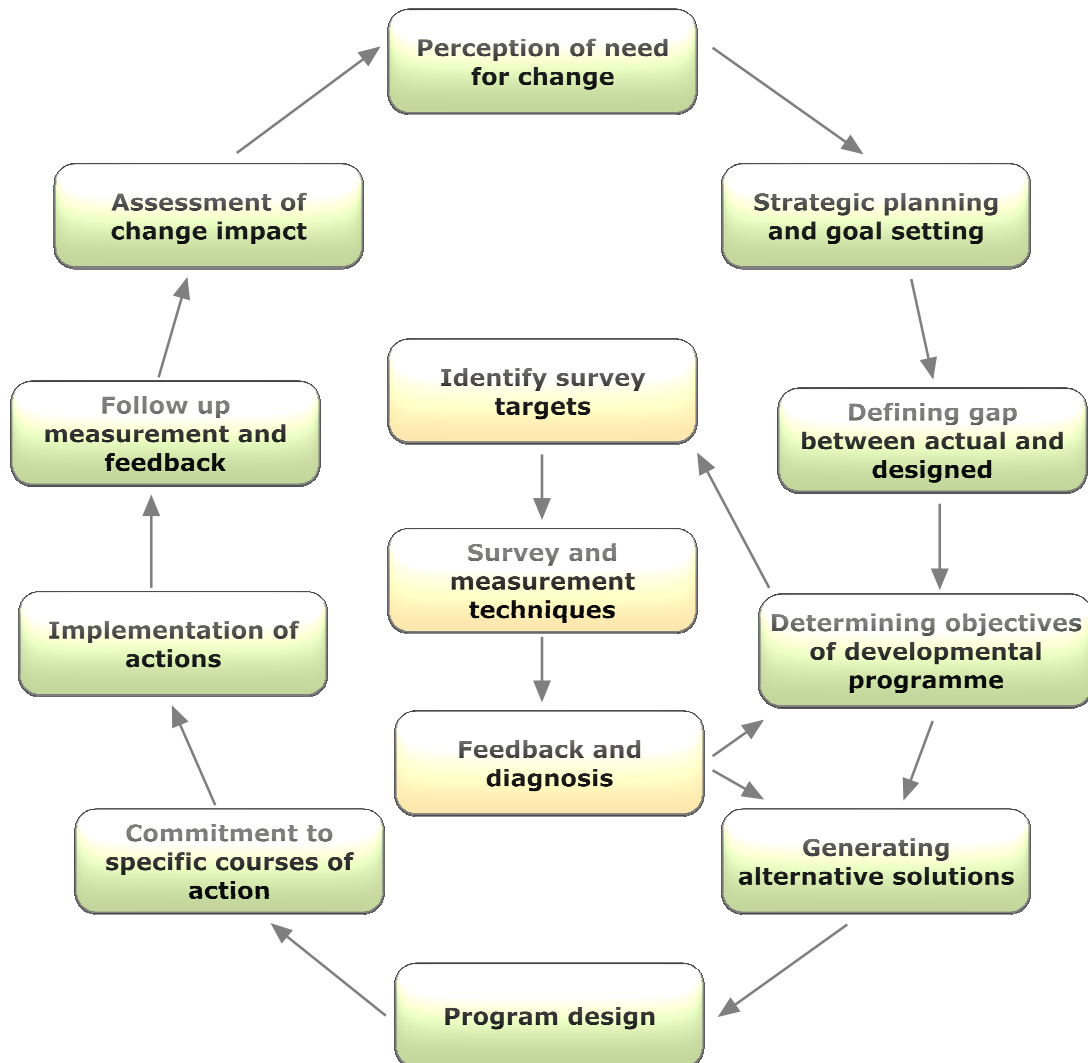 Perception of need
for change
Assessment of
change impact
Strategic planning
and goal setting
Identify survey
targets
Follow up
measurement and
feedback
Defining gap
between actual and
designed
Survey and
measurement
techniques
Implementation of
actions
Determining objectives
of developmental
programme
Feedback and
diagnosis
Commitment to
specific courses of
action
Generating
alternative solutions
Program design